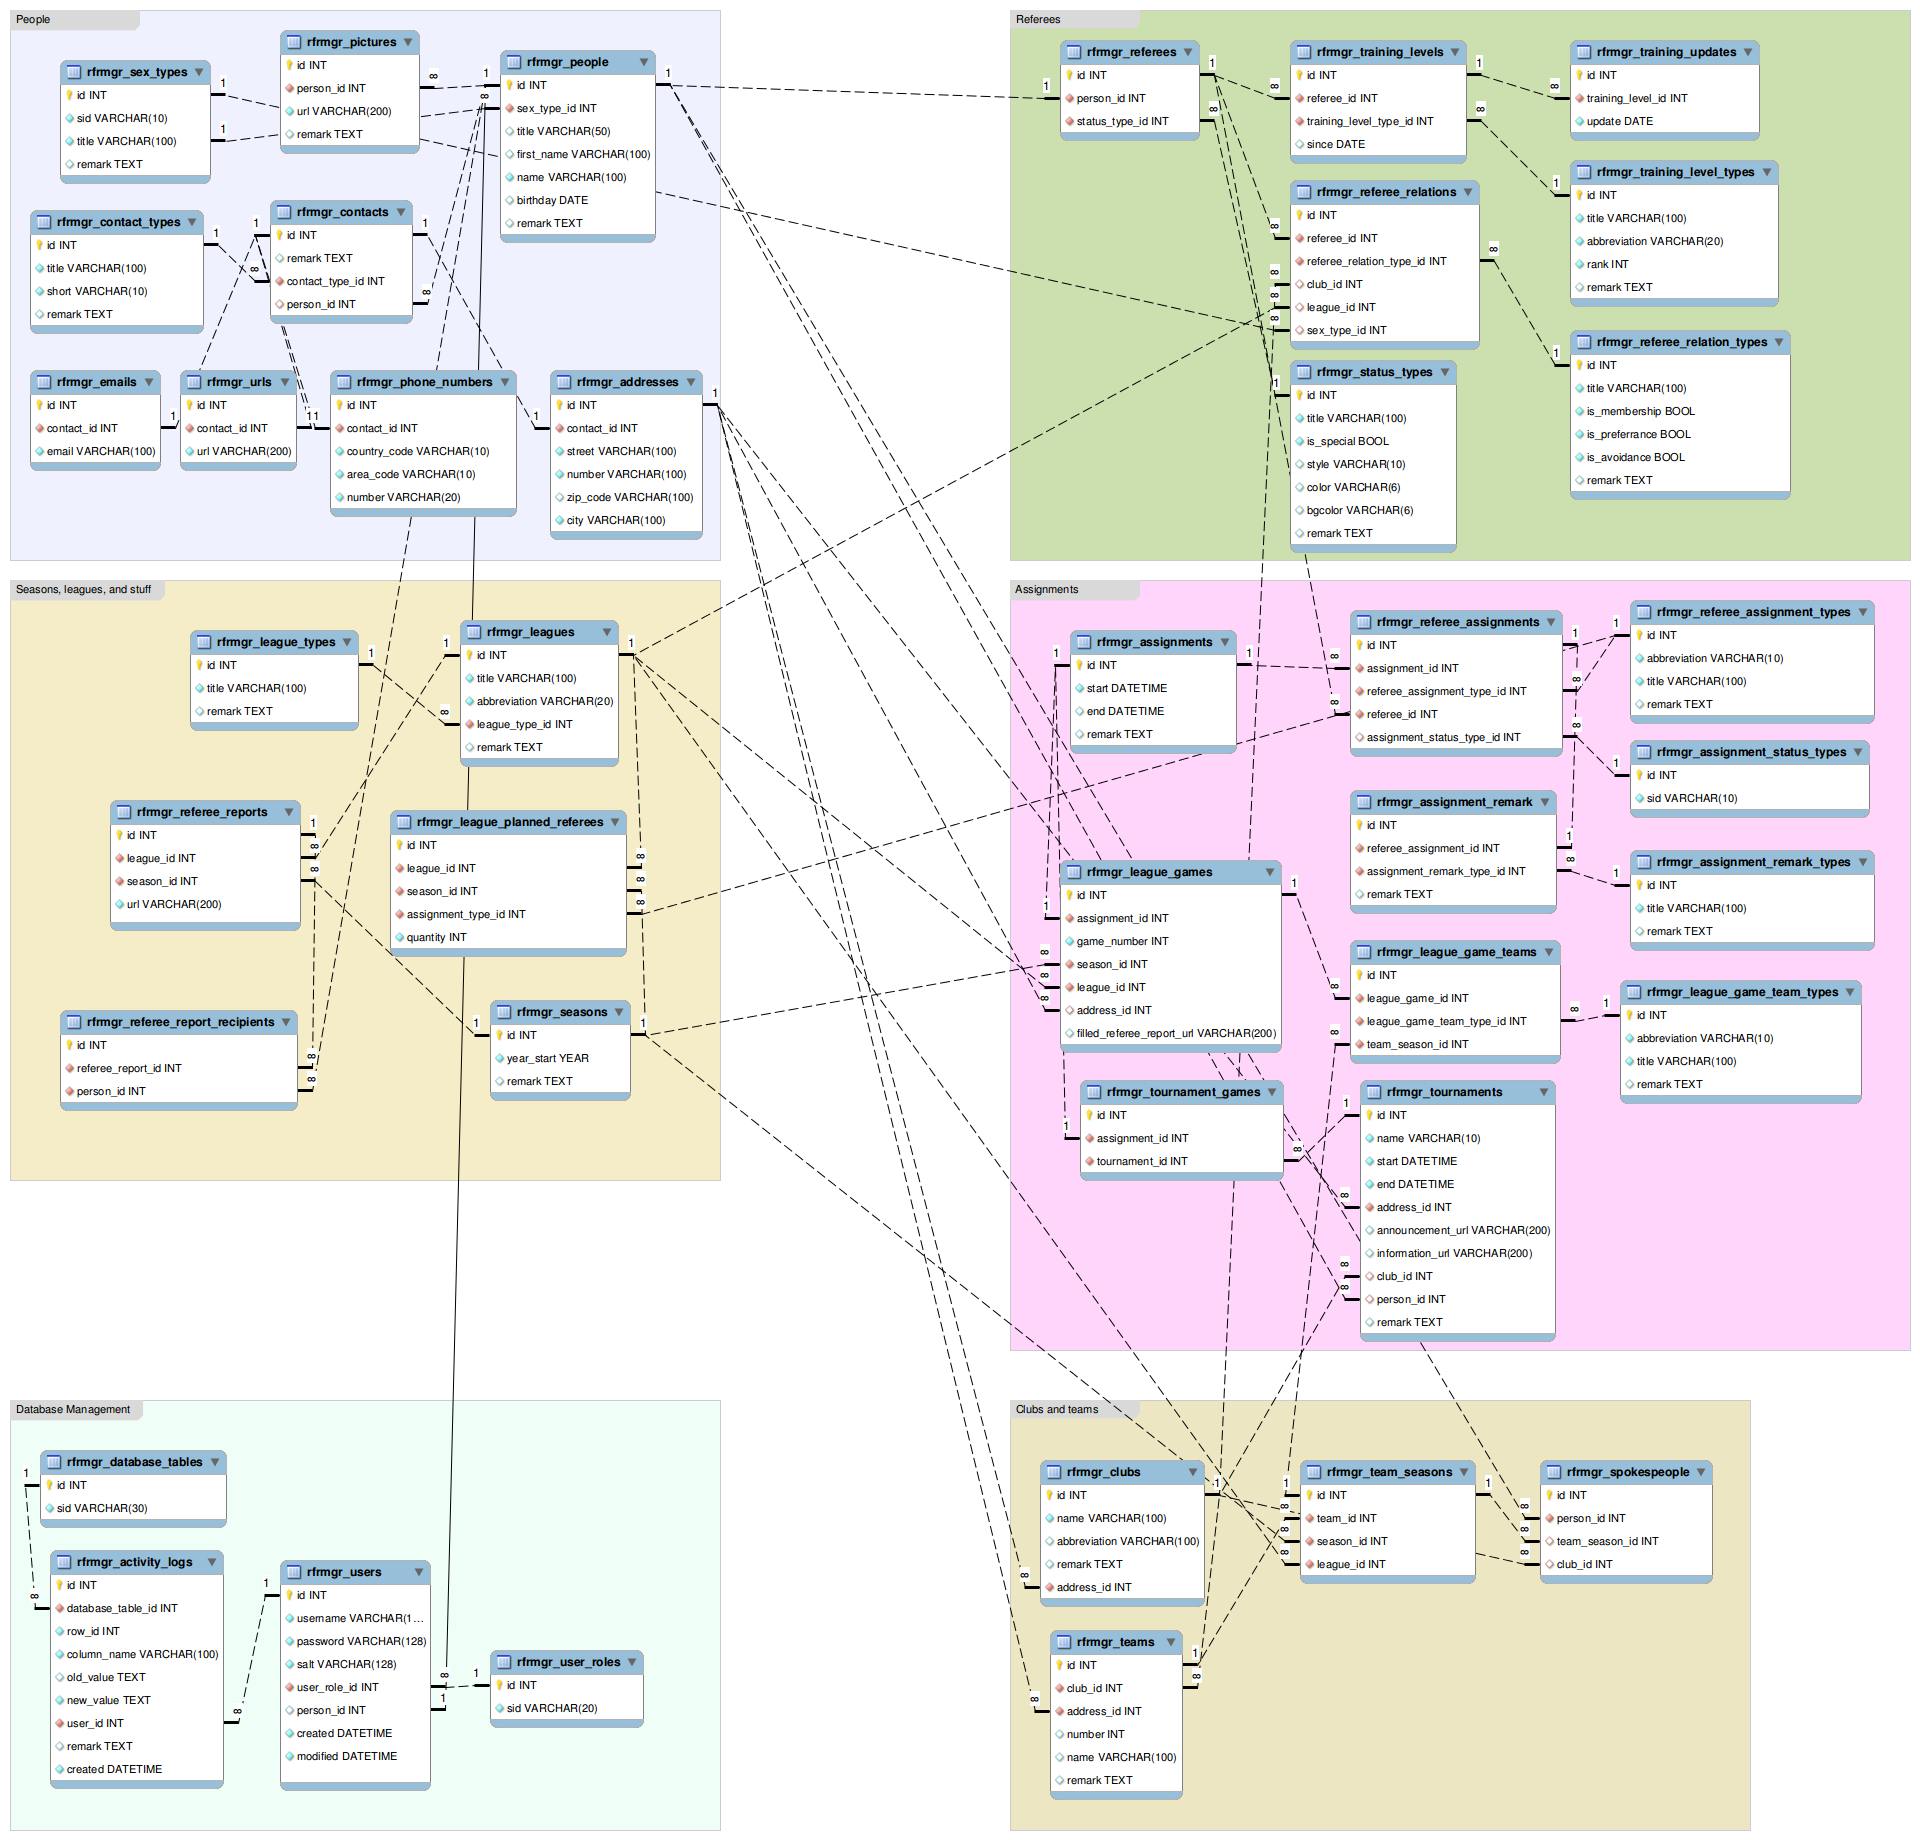 People
rfrmgr_sex_types
id INT
sid VARCHAR(10)
title VARCHAR(100)
remark TEXT
rfrmgr_pictures
id INT
person_id INT
url VARCHAR(200)
remark TEXT
rfrmgr_people
id INT
sex_type_id INT
title VARCHAR(50)
first_name VARCHAR(100)
name VARCHAR(100)
birthday DATE
remark TEXT
rfrmgr_contact_types
id INT
title VARCHAR(100)
short VARCHAR(10)
remark TEXT
rfrmgr_contacts
id INT
remark TEXT
contact_type_id INT
person_id INT
rfrmgr_emails
id INT
contact_id INT
email VARCHAR(100)
rfrmgr_urls
id INT
contact_id INT
url VARCHAR(200)
rfrmgr_phone_numbers
id INT
contact_id INT
country_code VARCHAR(10)
area_code VARCHAR(10)
number VARCHAR(20)
rfrmgr_addresses
id INT
contact_id INT
street VARCHAR(100)
number VARCHAR(100)
zip_code VARCHAR(100)
city VARCHAR(100)
Referees
rfrmgr_referees
id INT
person_id INT
status_type_id INT
rfrmgr_training_levels
id INT
referee_id INT
training_level_type_id INT
since DATE
rfrmgr_training_updates
id INT
training_level_id INT
update DATE
rfrmgr_referee_relations
id INT
referee_id INT
referee_relation_type_id INT
club_id INT
league_id INT
sex_type_id INT
rfrmgr_training_level_types
id INT
title VARCHAR(100)
abbreviation VARCHAR(20)
rank INT
remark TEXT
rfrmgr_status_types
id INT
title VARCHAR(100)
is_special BOOL
style VARCHAR(10)
color VARCHAR(6)
bgcolor VARCHAR(6)
remark TEXT
rfrmgr_referee_relation_types
id INT
title VARCHAR(100)
is_membership BOOL
is_preferrance BOOL
is_avoidance BOOL
remark TEXT
Seasons, leagues, and stuff
rfrmgr_league_types
id INT
title VARCHAR(100)
remark TEXT
rfrmgr_leagues
id INT
title VARCHAR(100)
abbreviation VARCHAR(20)
league_type_id INT
remark TEXT
rfrmgr_referee_reports
id INT
league_id INT
season_id INT
url VARCHAR(200)
rfrmgr_league_planned_referees
id INT
league_id INT
season_id INT
assignment_type_id INT
quantity INT
rfrmgr_referee_report_recipients
id INT
referee_report_id INT
person_id INT
rfrmgr_seasons
id INT
year_start YEAR
remark TEXT
Assignments
rfrmgr_assignments
id INT
start DATETIME
end DATETIME
remark TEXT
rfrmgr_referee_assignments
id INT
assignment_id INT
referee_assignment_type_id INT
referee_id INT
assignment_status_type_id INT
rfrmgr_referee_assignment_types
id INT
abbreviation VARCHAR(10)
title VARCHAR(100)
remark TEXT
rfrmgr_assignment_status_types
id INT
sid VARCHAR(10)
rfrmgr_assignment_remark
id INT
referee_assignment_id INT
assignment_remark_type_id INT
remark TEXT
rfrmgr_assignment_remark_types
id INT
title VARCHAR(100)
remark TEXT
rfrmgr_league_games
id INT
assignment_id INT
game_number INT
season_id INT
league_id INT
address_id INT
filled_referee_report_url VARCHAR(200)
rfrmgr_league_game_teams
id INT
league_game_id INT
league_game_team_type_id INT
team_season_id INT
rfrmgr_league_game_team_types
id INT
abbreviation VARCHAR(10)
title VARCHAR(100)
remark TEXT
rfrmgr_tournament_games
id INT
assignment_id INT
tournament_id INT
rfrmgr_tournaments
id INT
name VARCHAR(10)
start DATETIME
end DATETIME
address_id INT
announcement_url VARCHAR(200)
information_url VARCHAR(200)
club_id INT
person_id INT
remark TEXT
Database Management
rfrmgr_database_tables
id INT
sid VARCHAR(30)
rfrmgr_activity_logs
id INT
database_table_id INT
row_id INT
column_name VARCHAR(100)
old_value TEXT
new_value TEXT
user_id INT
remark TEXT
created DATETIME
rfrmgr_users
id INT
username VARCHAR(1...
password VARCHAR(128)
salt VARCHAR(128)
user_role_id INT
person_id INT
created DATETIME
modified DATETIME
rfrmgr_user_roles
id INT
sid VARCHAR(20)
Clubs and teams
rfrmgr_clubs
id INT
name VARCHAR(100)
abbreviation VARCHAR(100)
remark TEXT
address_id INT
rfrmgr_team_seasons
id INT
team_id INT
season_id INT
league_id INT
rfrmgr_spokespeople
id INT
person_id INT
team_season_id INT
club_id INT
rfrmgr_teams
id INT
club_id INT
address_id INT
number INT
name VARCHAR(100)
remark TEXT